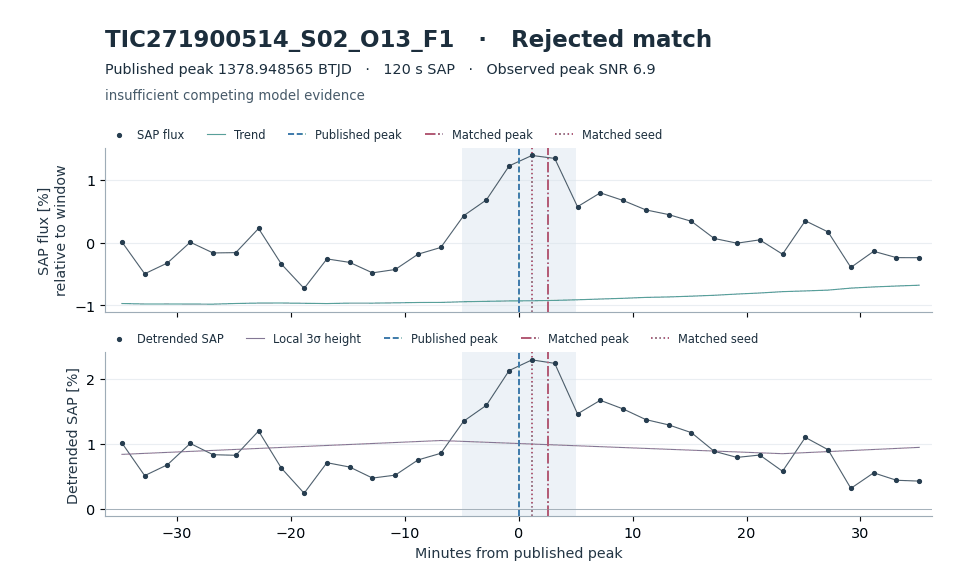 TIC271900514_S02_O13_F1 · Rejected match
Published peak 1378.948565 BTJD · 120 s SAP · Observed peak SNR 6.9
insufficient competing model evidence
SAP flux Trend Published peak Matched peak Matched seed
SAP flux [%]
relative to window
1
0
−1
Detrended SAP Local 3σ height Published peak Matched peak Matched seed
Detrended SAP [%]
2
1
0
−30 −20 −10 0 10 20 30
Minutes from published peak